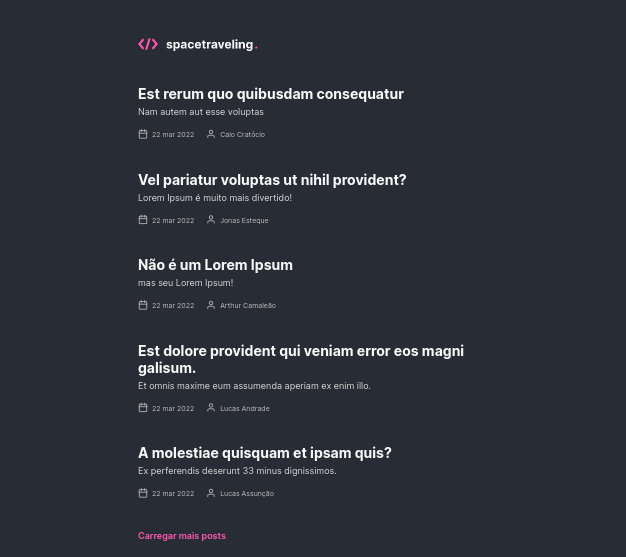 </> spacetraveling.
Est rerum quo quibusdam consequatur
Nam autem aut esse voluptas
22 mar 2022 Caio Cratócio
Vel pariatur voluptas ut nihil provident?
Lorem Ipsum é muito mais divertido!
22 mar 2022 Jonas Esteque
Não é um Lorem Ipsum
mas seu Lorem Ipsum!
22 mar 2022 Arthur Camaleão
Est dolore provident qui veniam error eos magni
galisum.
Et omnis maxime eum assumenda aperiam ex enim illo.
22 mar 2022 Lucas Andrade
A molestiae quisquam et ipsam quis?
Ex perferendis deserunt 33 minus dignissimos.
22 mar 2022 Lucas Assunção
Carregar mais posts